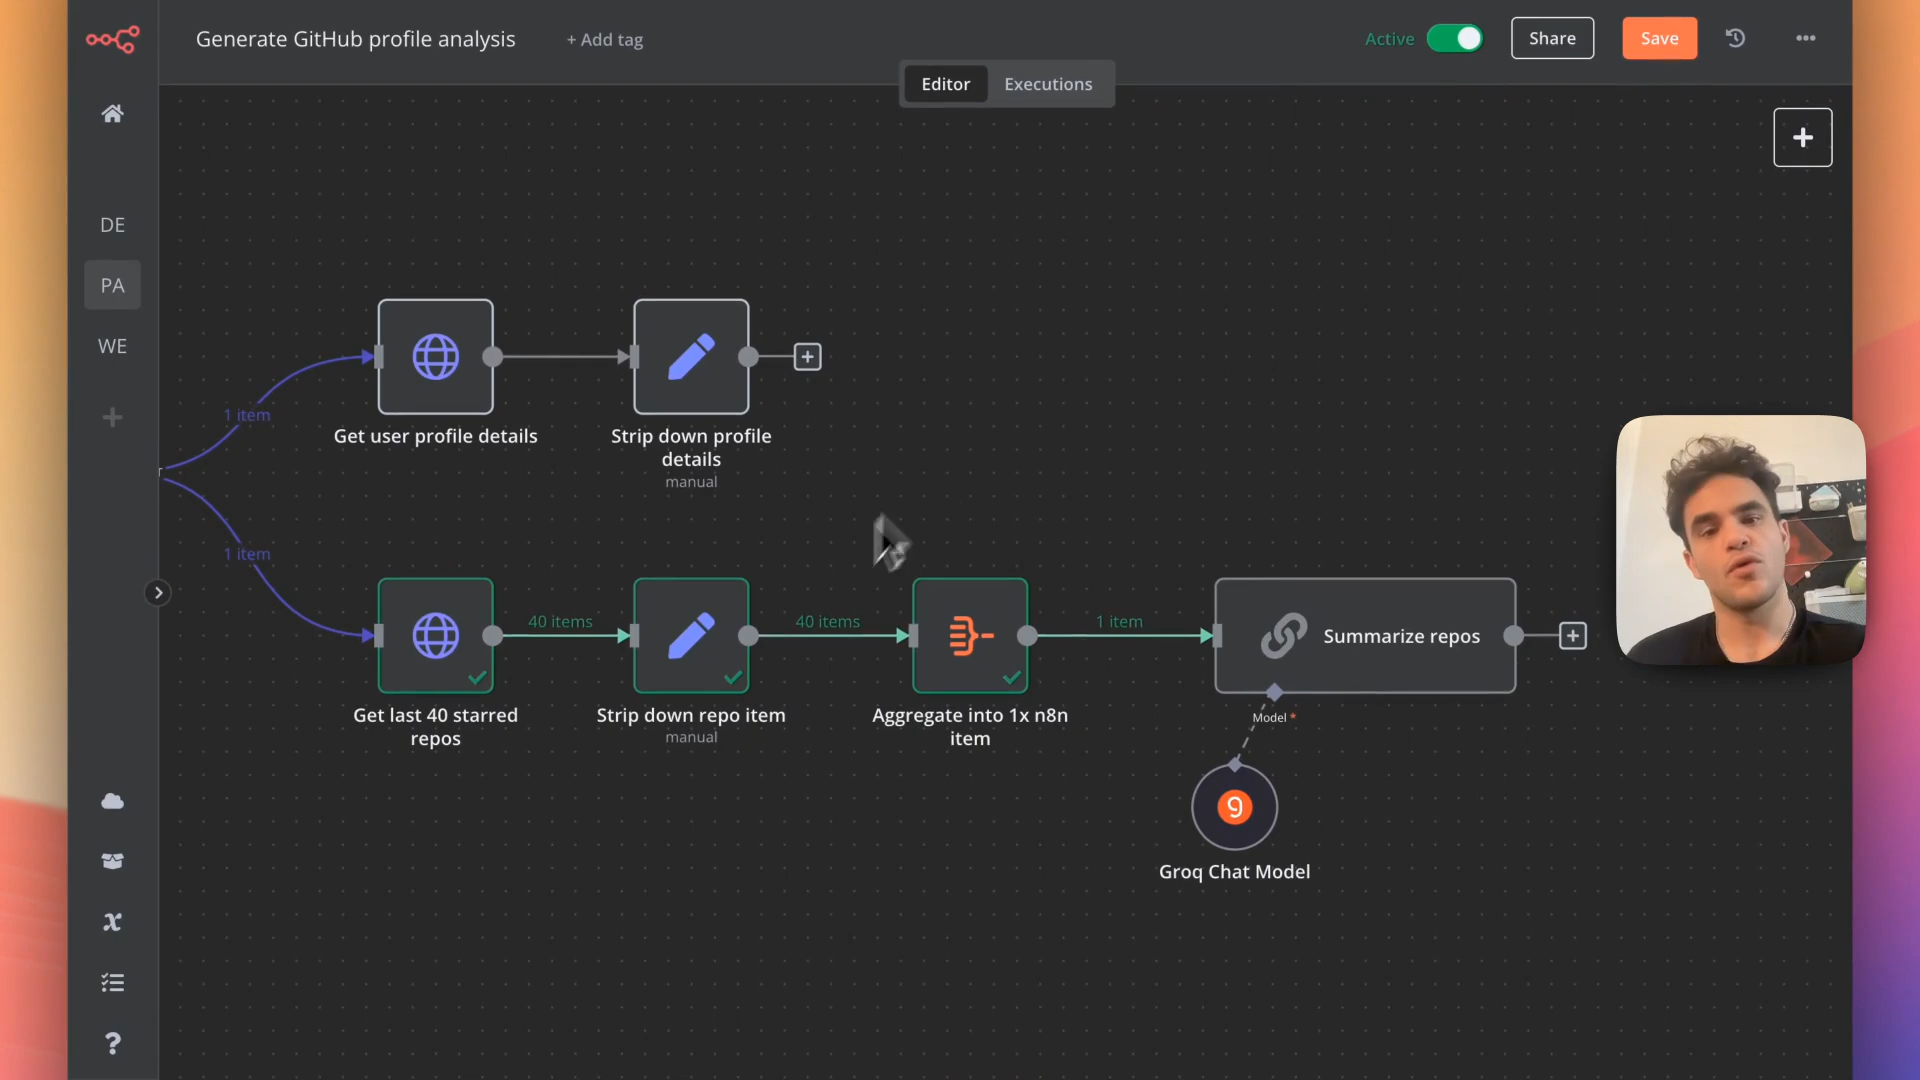 Generate GitHub profile analysis
+ Add tag
Active
Share
Save
Editor
Executions
DE
PA
WE
1 item
Get user profile details
Strip down profile
details
manual
1 item
40 items
40 items
1 item
Summarize repos
Get last 40 starred
repos
Strip down repo item
manual
Aggregate into 1x n8n
item
Model *
Groq Chat Model